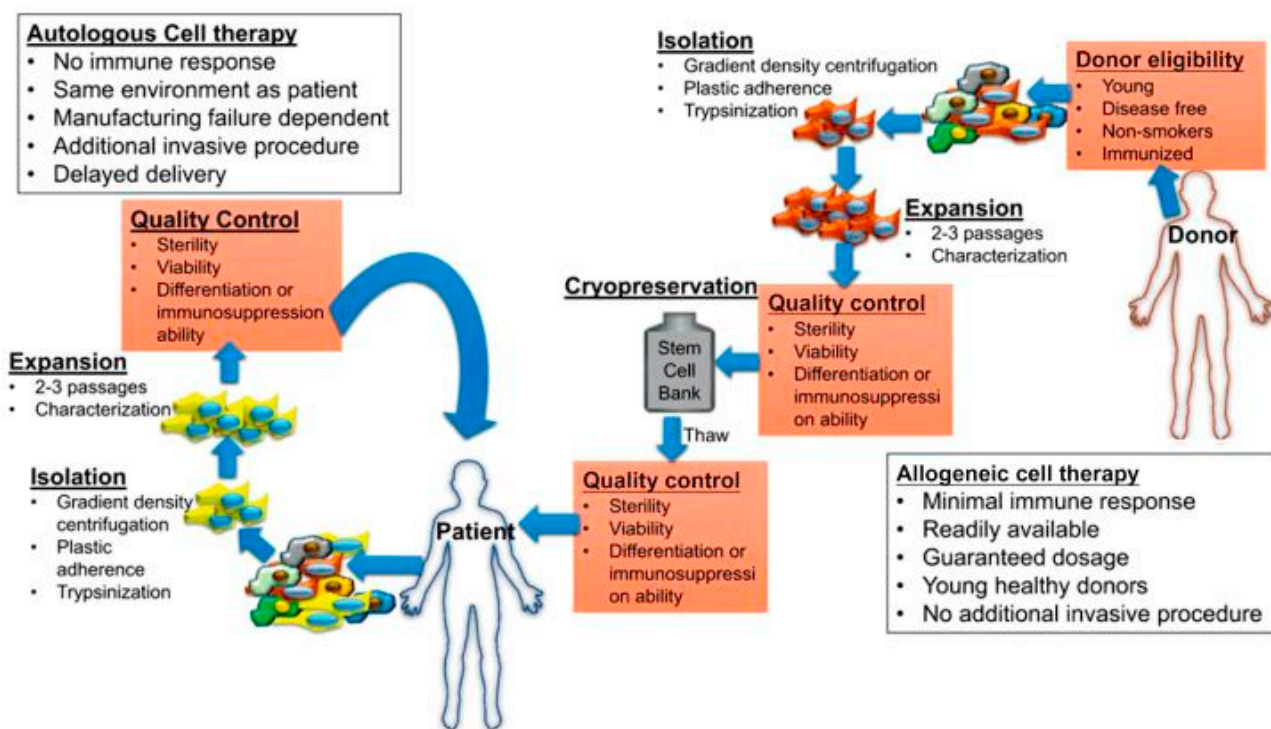 Autologous Cell therapy
• No immune response
• Same environment as patient
• Manufacturing failure dependent
• Additional invasive procedure
• Delayed delivery
Quality Control
• Sterility
• Viability
• Differentiation or
immunosuppression
ability
Expansion
• 2-3 passages
• Characterization
Isolation
• Gradient density
centrifugation
• Plastic
adherence
• Trypsinization
Patient
Isolation
• Gradient density centrifugation
• Plastic adherence
• Trypsinization
Donor eligibility
• Young
• Disease free
• Non-smokers
• Immunized
Donor
Expansion
• 2-3 passages
• Characterization
Cryopreservation
Stem
Cell
Bank
Thaw
Quality control
• Sterility
• Viability
• Differentiation or
immunosuppressi
on ability
Quality control
• Sterility
• Viability
• Differentiation or
immunosuppressi
on ability
Allogeneic cell therapy
• Minimal immune response
• Readily available
• Guaranteed dosage
• Young healthy donors
• No additional invasive procedure